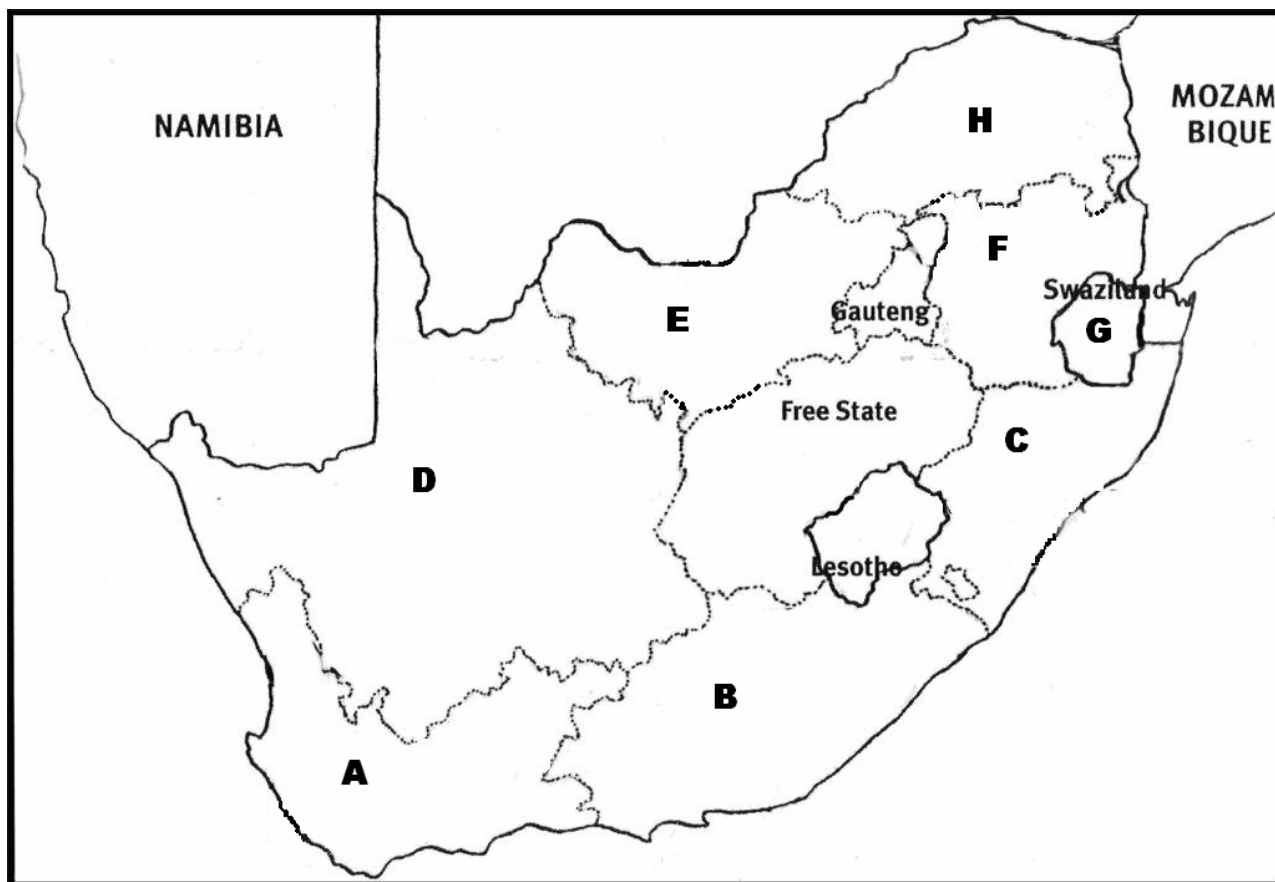 H
MOZAM
BIQUE
NAMIBIA
F
Swaziland
Gauteng
E
G
Free State
C
D
Lesotho
B
A